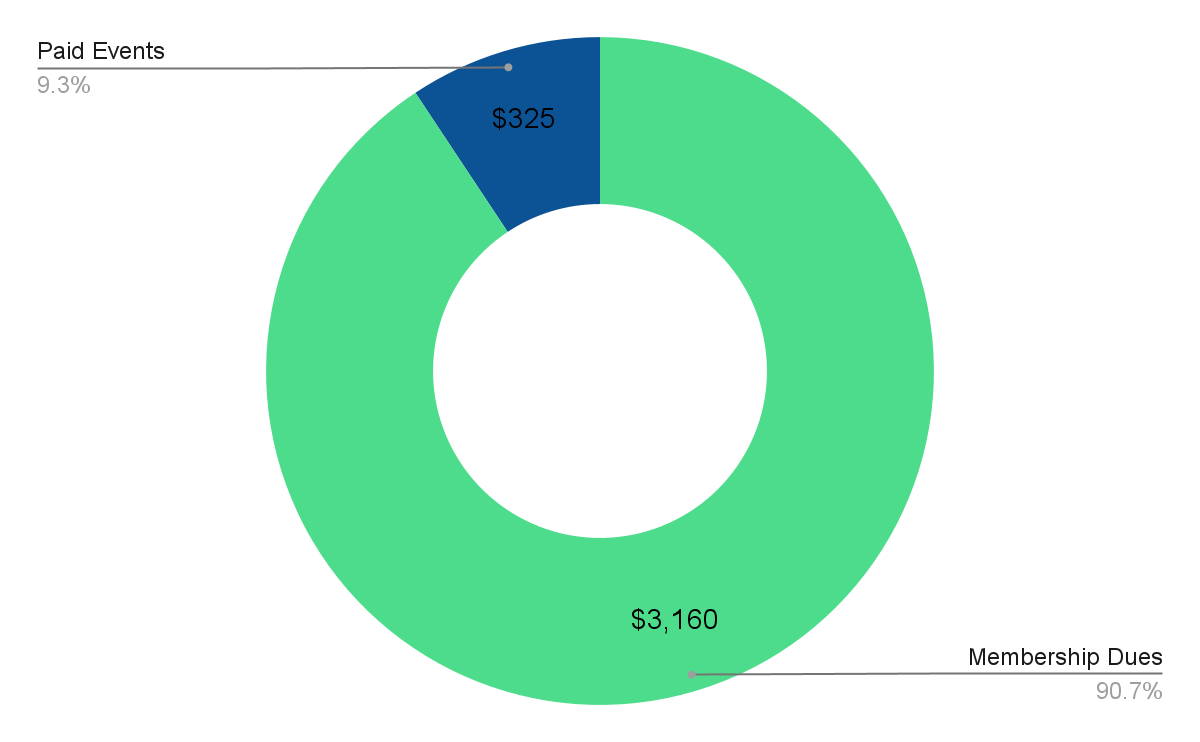 Paid Events
9.3%
$325
$3,160
Membership Dues
90.7%